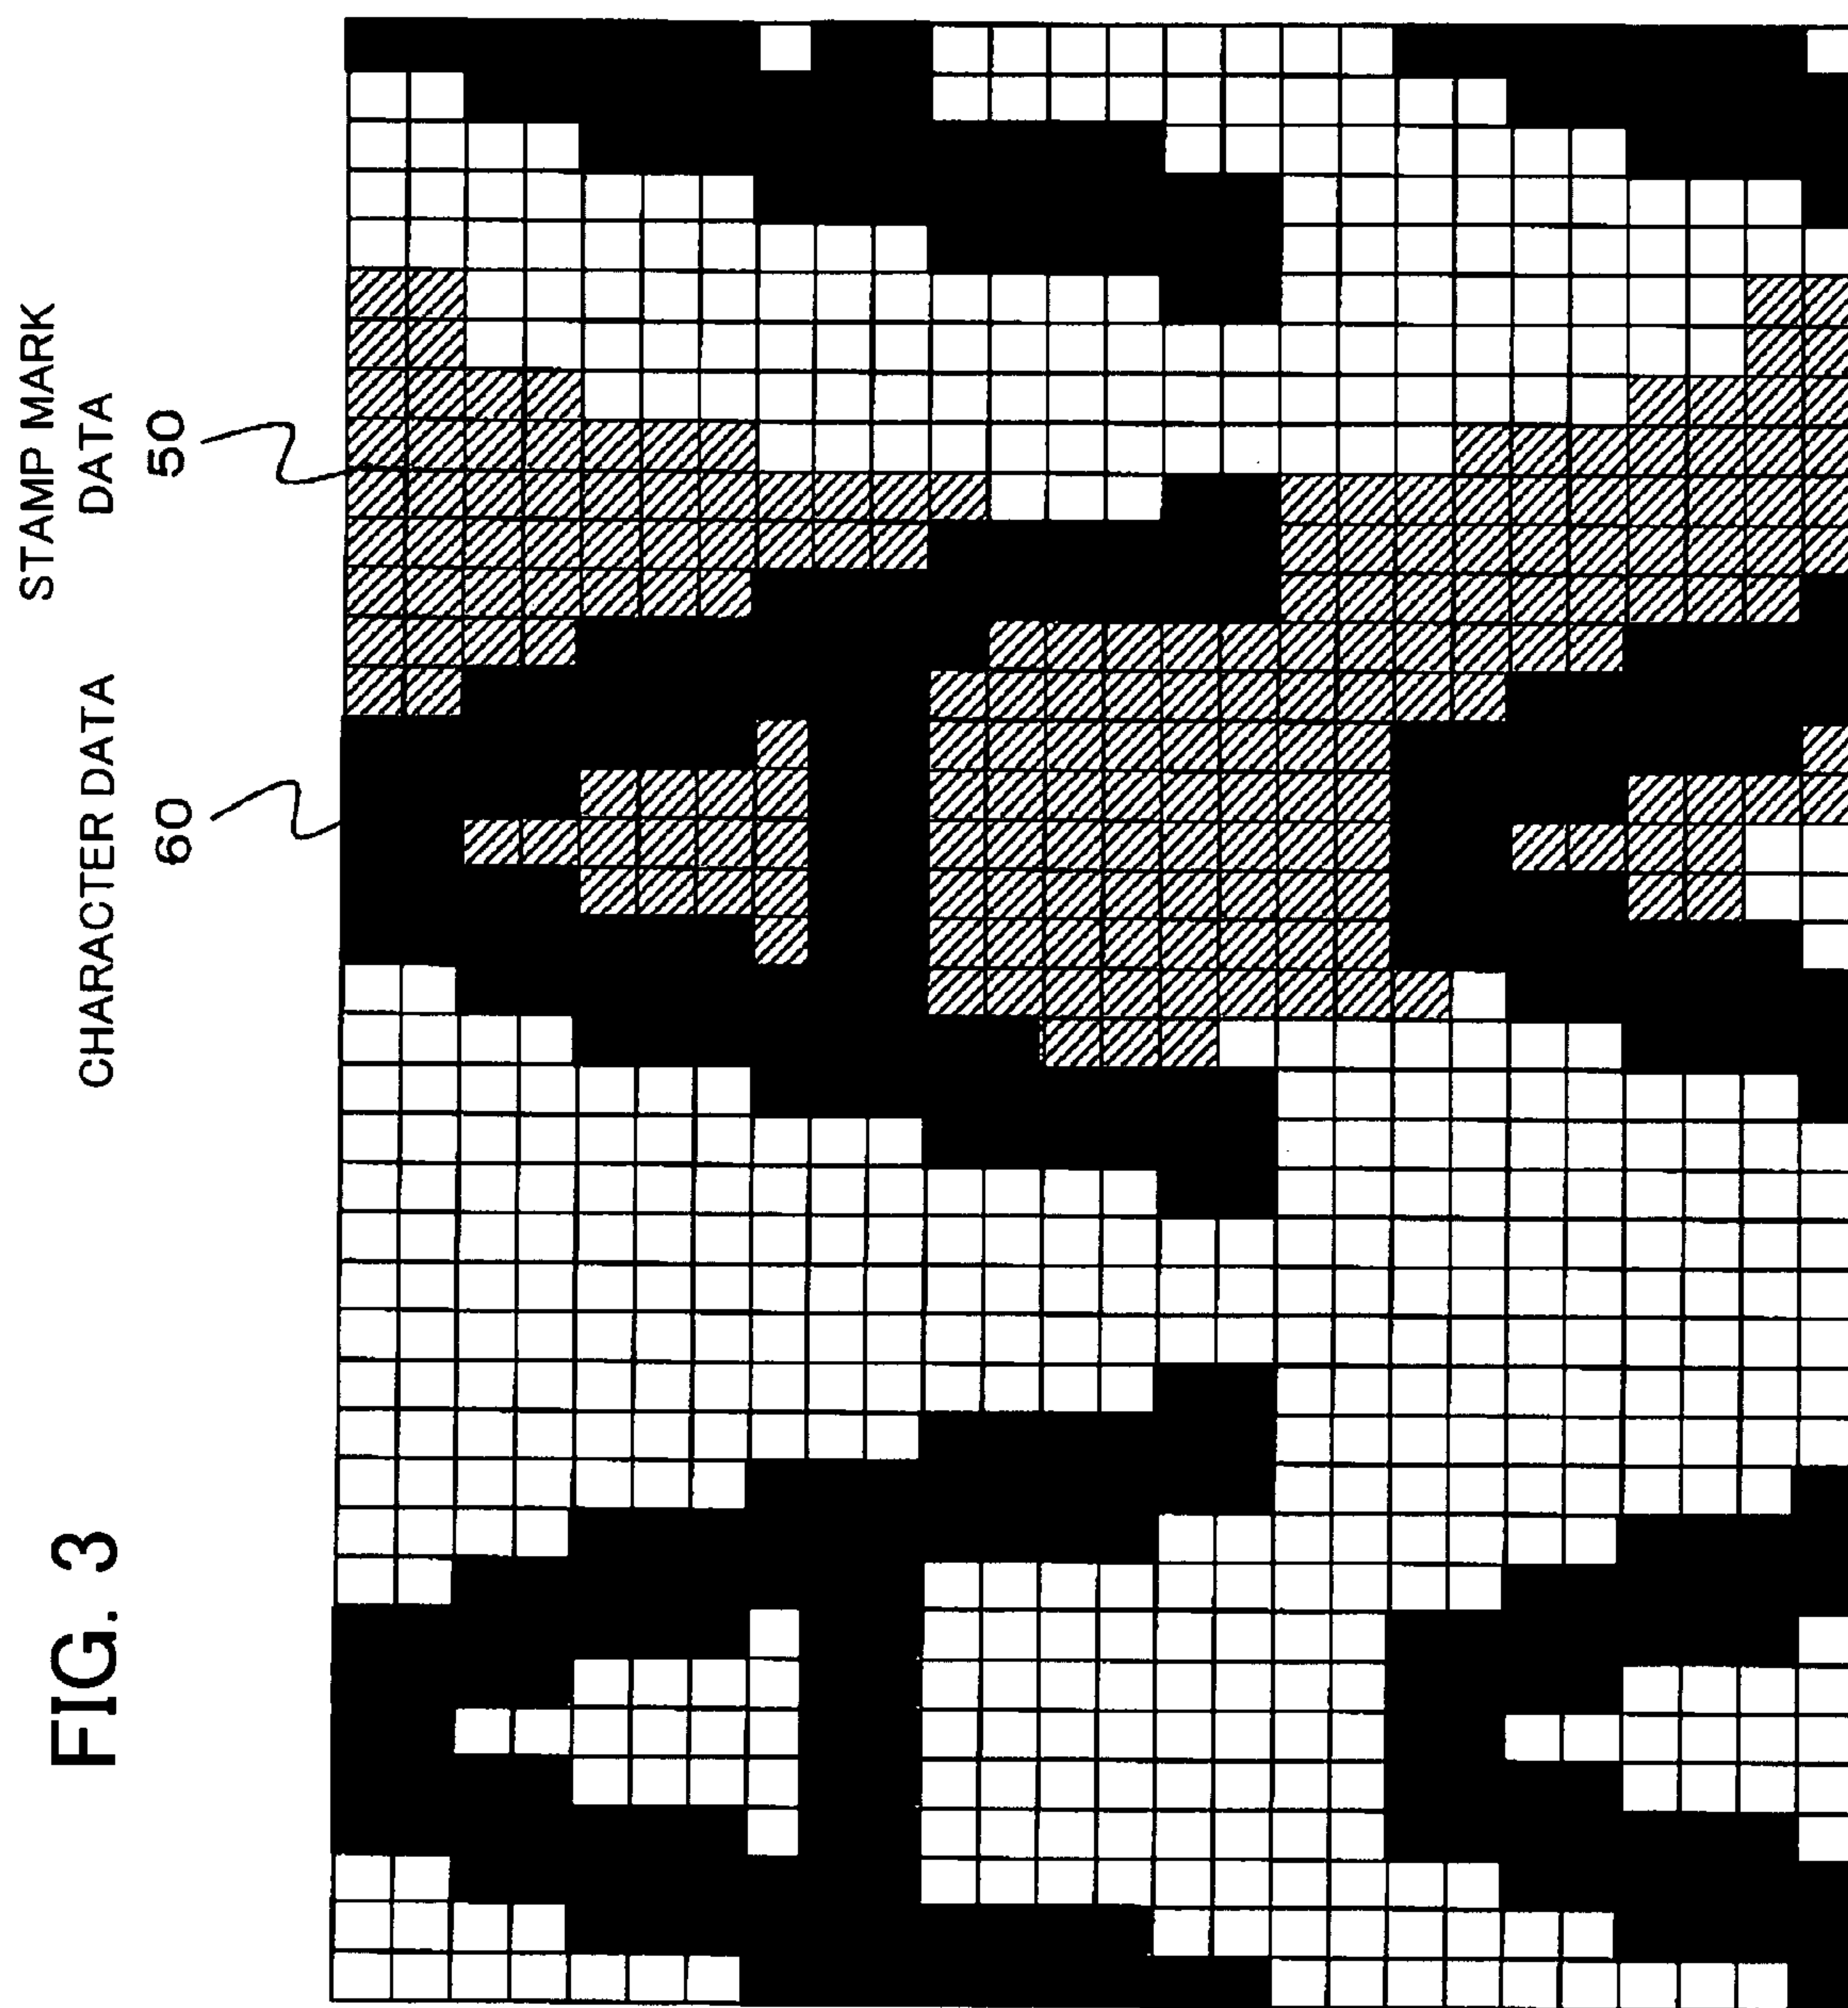 FIG. 3
CHARACTER DATA
60
STAMP MARK
DATA
50